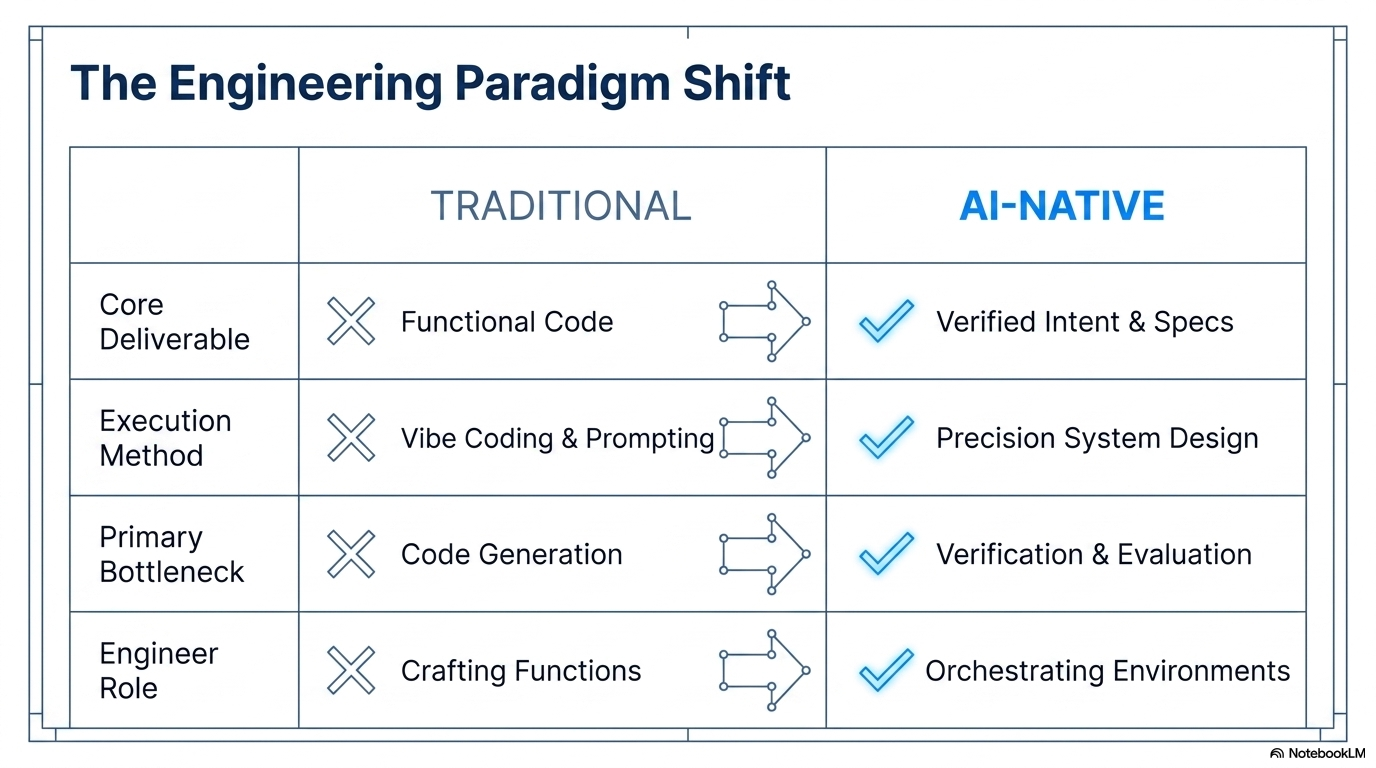 The Engineering Paradigm Shift
TRADITIONAL
AI-NATIVE
Core
Deliverable
Functional Code
Verified Intent & Specs
Execution
Method
Vibe Coding & Prompting
Precision System Design
Primary
Bottleneck
Code Generation
Verification & Evaluation
Engineer
Role
Crafting Functions
Orchestrating Environments
NotebookLM